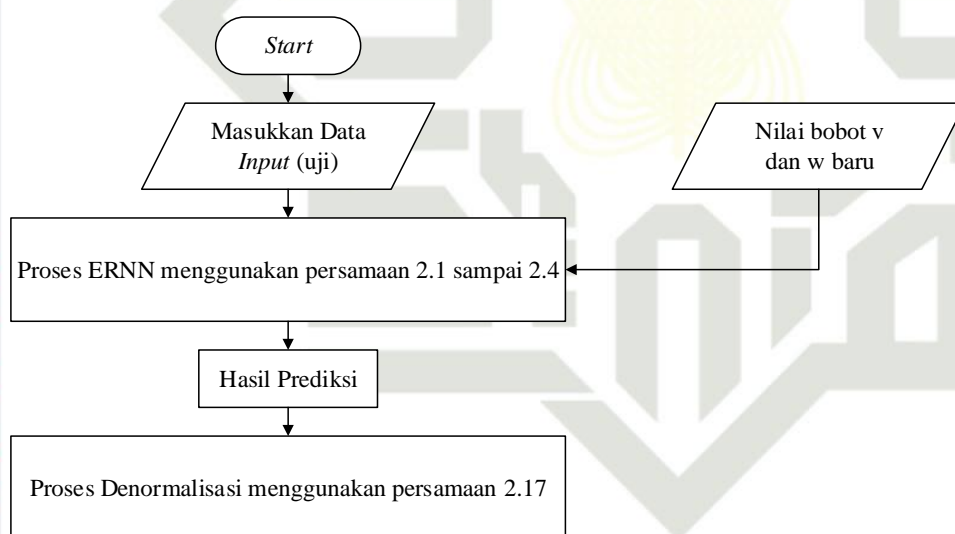 Start
Masukkan Data
Input (uji)
Nilai bobot v
dan w baru
Proses ERNN menggunakan persamaan 2.1 sampai 2.4
Hasil Prediksi
Proses Denormalisasi menggunakan persamaan 2.17